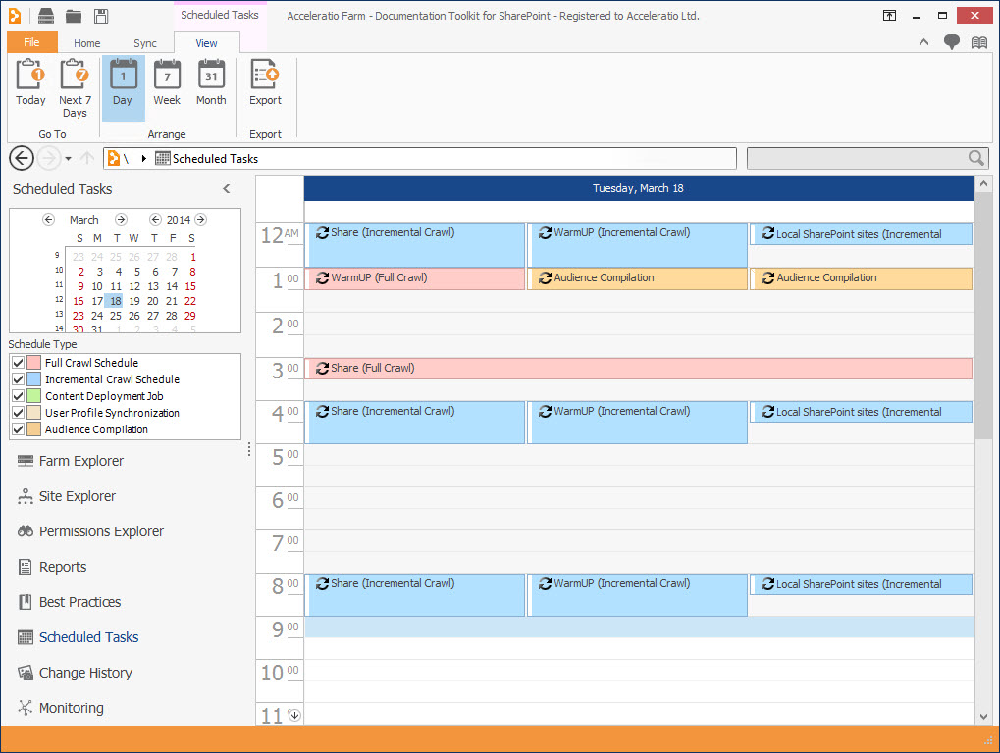 Scheduled Tasks
Acceleratio Farm - Documentation Toolkit for SharePoint - Registered to Acceleratio Ltd.
File Home Sync View
1 7 1 7 31
Today Next 7 Days Day Week Month Export
Go To Arrange Export
\ Scheduled Tasks
Scheduled Tasks
March 2014
S M T W T F S
9 23 24 25 26 27 28 1
10 2 3 4 5 6 7 8
11 9 10 11 12 13 14 15
12 16 17 18 19 20 21 22
13 23 24 25 26 27 28 29
14 30 31 1 2 3 4 5
Schedule Type
Full Crawl Schedule
Incremental Crawl Schedule
Content Deployment Job
User Profile Synchronization
Audience Compilation
Farm Explorer
Site Explorer
Permissions Explorer
Reports
Best Practices
Scheduled Tasks
Change History
Monitoring
Tuesday, March 18
12 AM Share (Incremental Crawl) WarmUP (Incremental Crawl) Local SharePoint sites (Incremental
1 00 WarmUP (Full Crawl) Audience Compilation Audience Compilation
2 00
3 00 Share (Full Crawl)
4 00 Share (Incremental Crawl) WarmUP (Incremental Crawl) Local SharePoint sites (Incremental
5 00
6 00
7 00
8 00 Share (Incremental Crawl) WarmUP (Incremental Crawl) Local SharePoint sites (Incremental
9 00
10 00
11